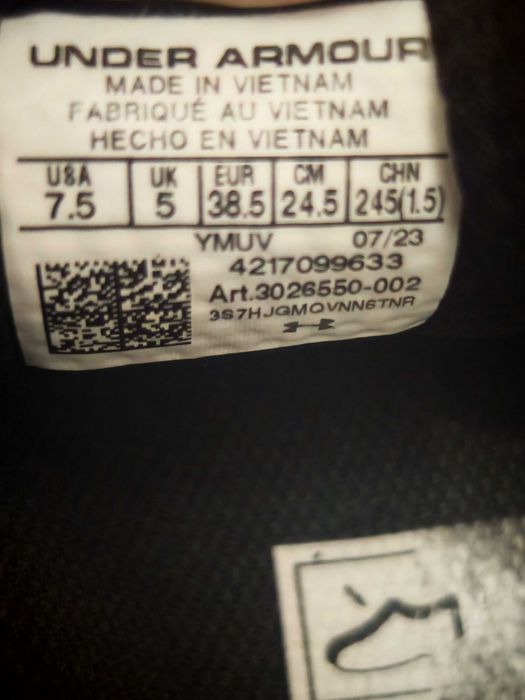 UNDER ARMOUR
MADE IN VIETNAM
FABRIQUÉ AU VIETNAM
HECHO EN VIETNAM
USA UK EUR CM CHN
7.5 5 38.5 24.5 245(1.5)
YMUV 07/23
4217099633
Art.3026550-002
3S7HJGMQVNN6TNR